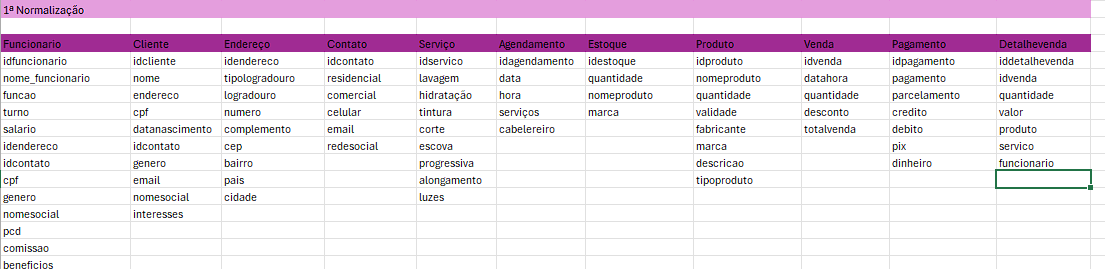 1ª Normalização
Funcionario Cliente Endereço Contato Serviço Agendamento Estoque Produto Venda Pagamento Detalhevenda
idfuncionario idcliente idendereco idcontato idservico idagendamento idestoque idproduto idvenda idpagamento iddetalhevenda
nome_funcionario nome tipologradouro residencial lavagem data quantidade nomeproduto datahora pagamento idvenda
funcao endereco logradouro comercial hidratação hora nomeproduto quantidade quantidade parcelamento quantidade
turno cpf numero celular tintura serviços marca validade desconto credito valor
salario datanascimento complemento email corte cabelereiro fabricante totalvenda debito produto
idendereco idcontato cep redesocial escova marca pix servico
idcontato genero bairro progressiva descricao dinheiro funcionario
cpf email pais alongamento tipoproduto
genero nomesocial cidade luzes
nomesocial interesses
pcd
comissao
beneficios